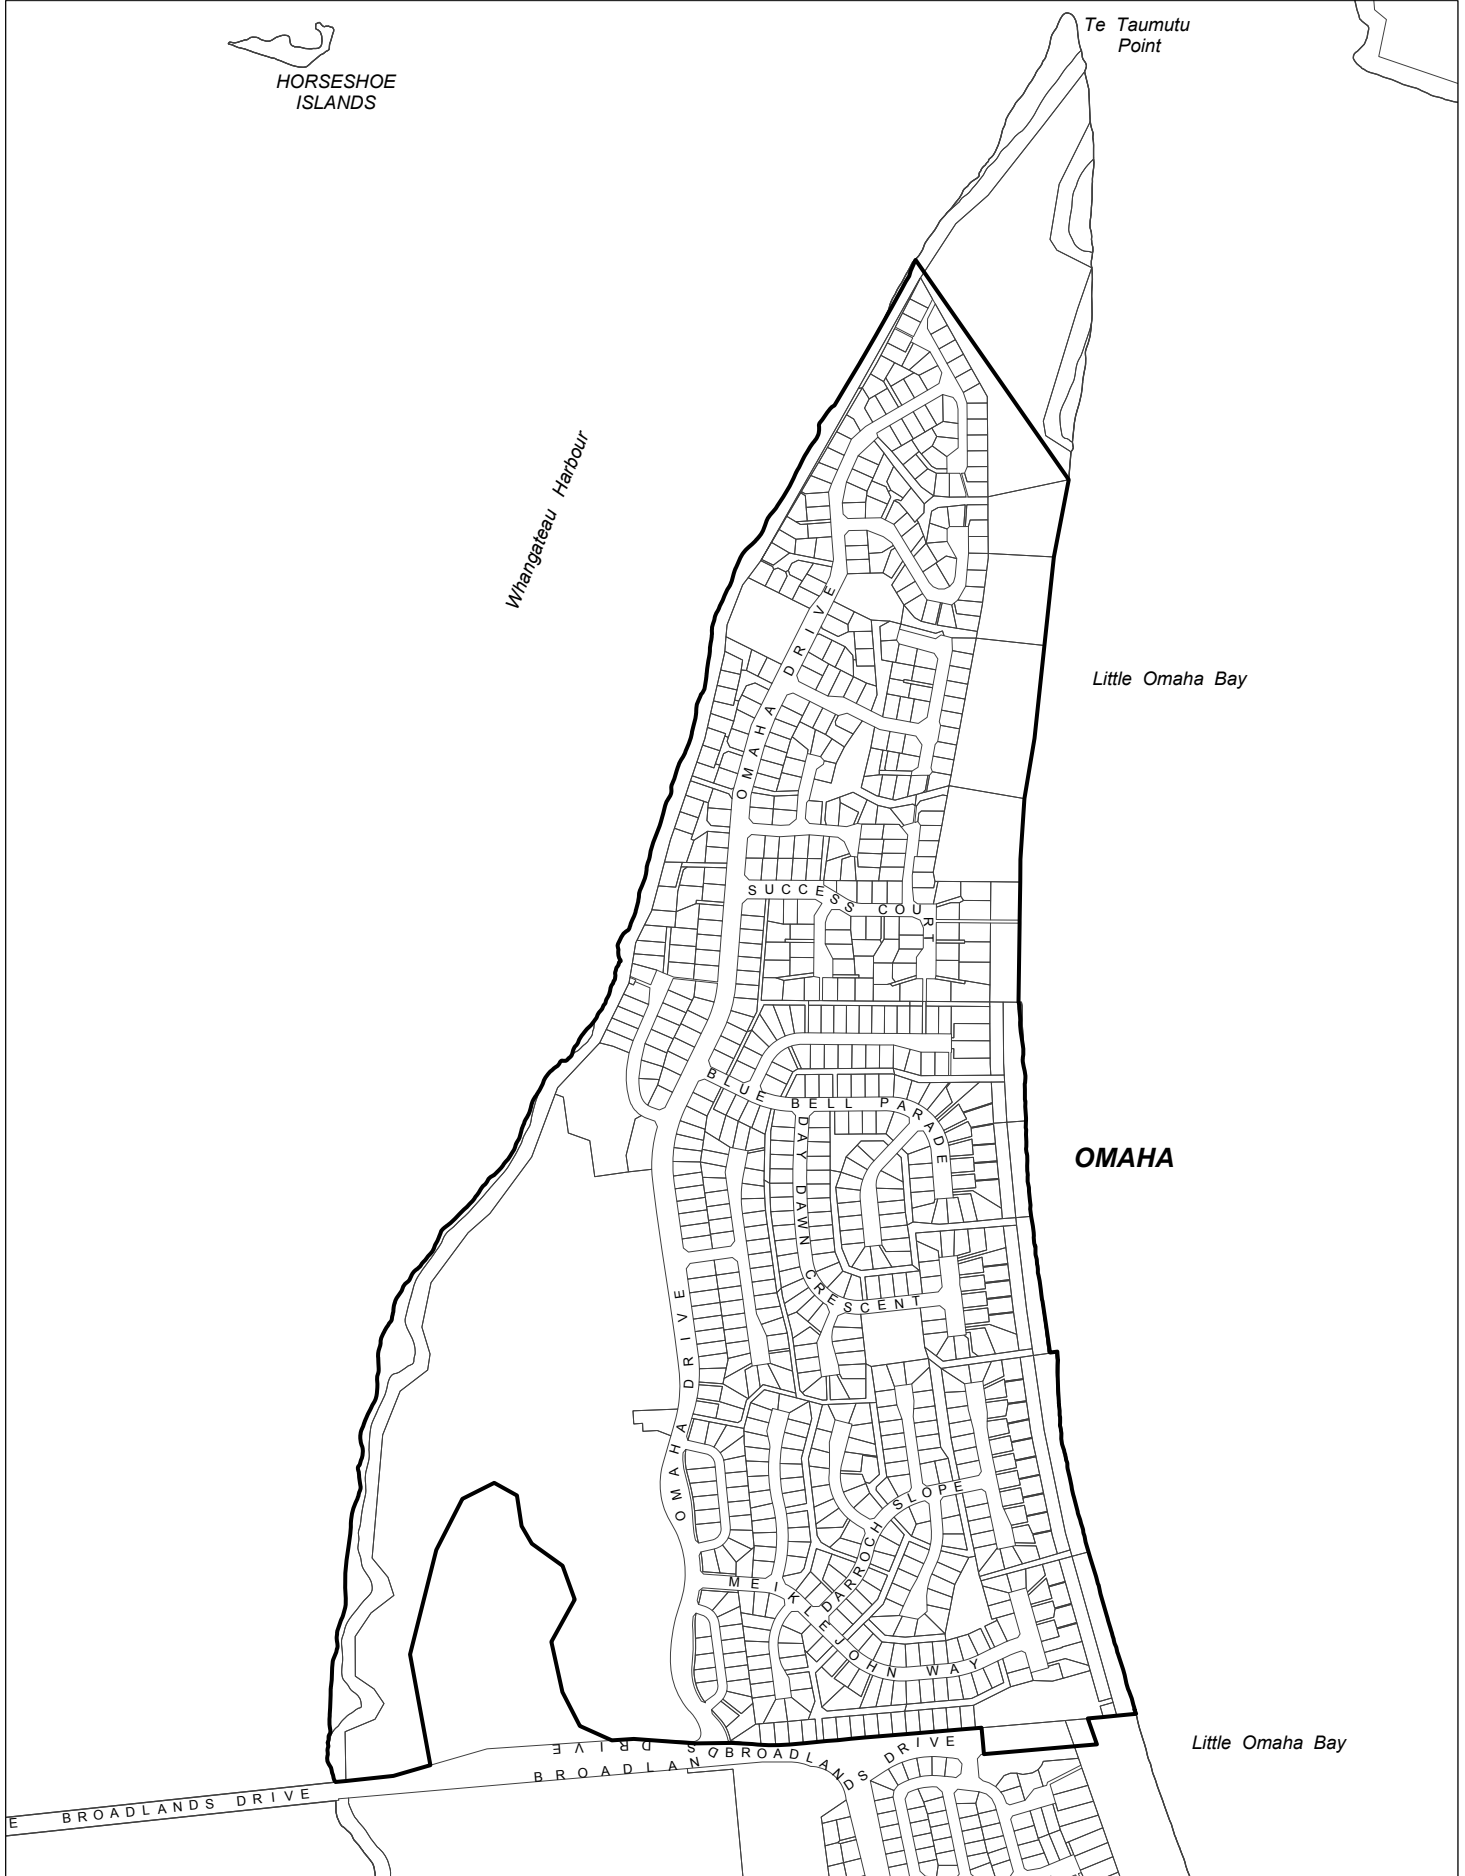 Te Taumutu
Point
HORSESHOE
ISLANDS
Whangateau Harbour
OMAHA DRIVE
Little Omaha Bay
SUCCESS COURT
BLUE BELL PARADE
DAY DAWN CRESCENT
OMAHA
OMAHA DRIVE
DARROCH SLOPE
MEIKLEJOHN WAY
BROADLANDS DRIVE
BROADLANDS DRIVE
BROADLAN
Little Omaha Bay
E BROADLANDS DRIVE